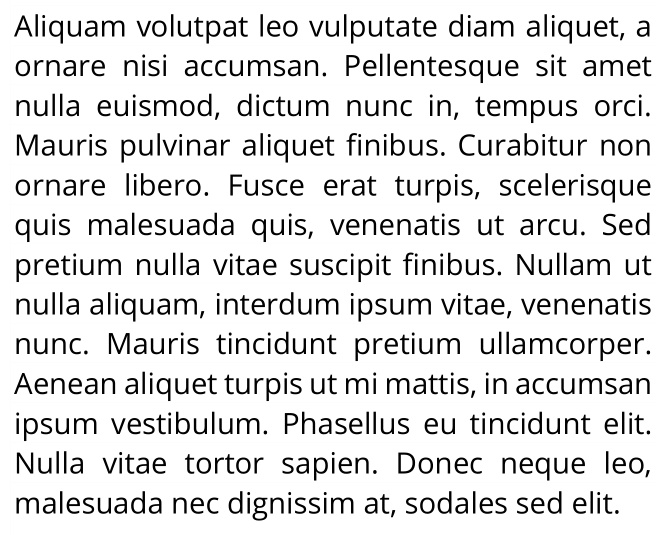 Aliquam volutpat leo vulputate diam aliquet, a
ornare nisi accumsan. Pellentesque sit amet
nulla euismod, dictum nunc in, tempus orci.
Mauris pulvinar aliquet finibus. Curabitur non
ornare libero. Fusce erat turpis, scelerisque
quis malesuada quis, venenatis ut arcu. Sed
pretium nulla vitae suscipit finibus. Nullam ut
nulla aliquam, interdum ipsum vitae, venenatis
nunc. Mauris tincidunt pretium ullamcorper.
Aenean aliquet turpis ut mi mattis, in accumsan
ipsum vestibulum. Phasellus eu tincidunt elit.
Nulla vitae tortor sapien. Donec neque leo,
malesuada nec dignissim at, sodales sed elit.